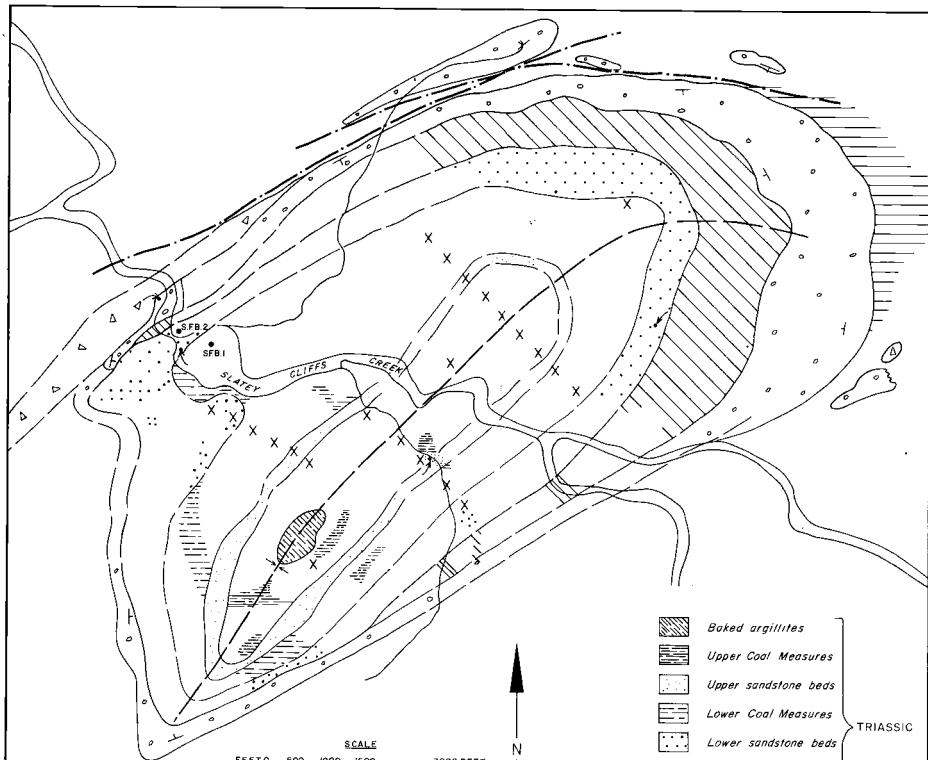 S.F.B.2
SFB.1
SLATEY CLIFFS CREEK
Baked argillites
Upper Coal Measures
Upper sandstone beds
Lower Coal Measures
Lower sandstone beds
TRIASSIC
SCALE
N